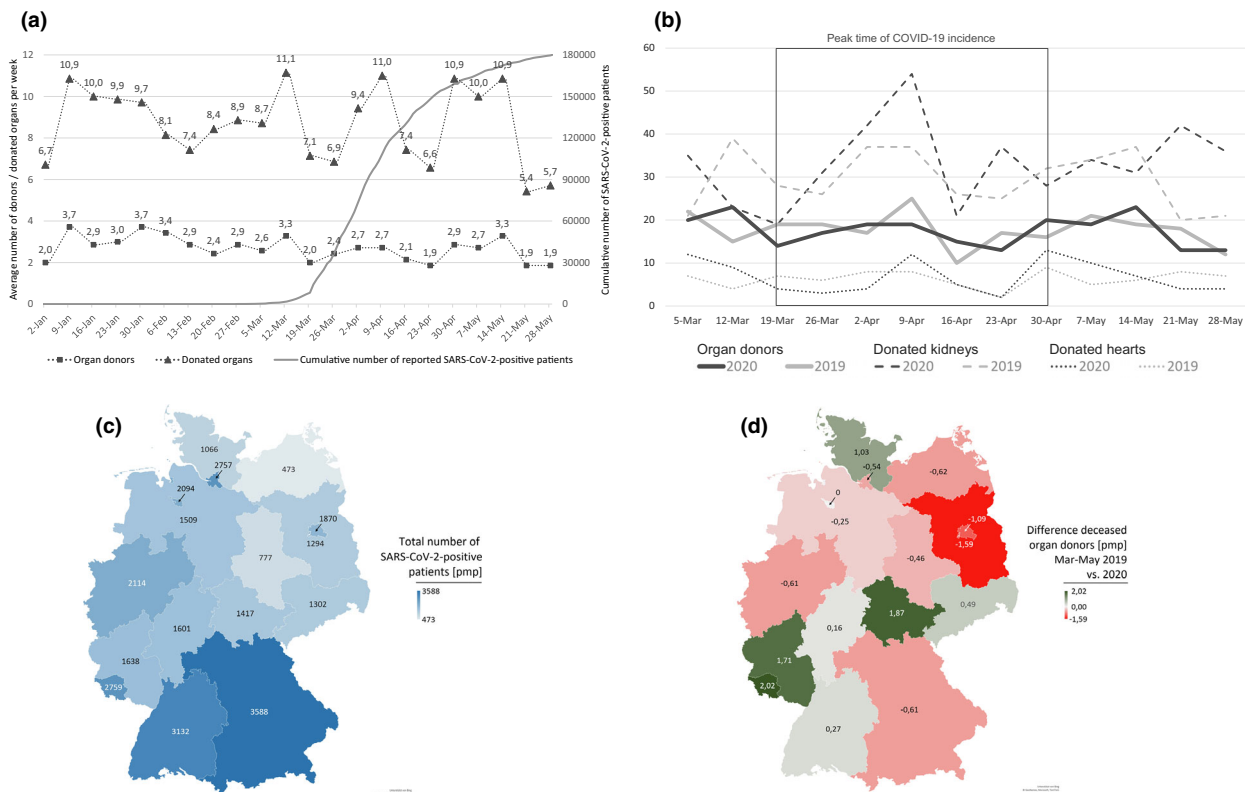 (a)
Average number of donors / donated organs per week
12
10
8
6
4
2
0
10,9
10,0
9,9
9,7
8,1
7,4
8,4
8,9
8,7
11,1
7,1
6,9
9,4
11,0
7,4
6,6
10,9
10,0
10,9
5,4
5,7
6,7
2,0
3,7
2,9
3,0
3,7
3,4
2,9
2,4
2,9
2,6
3,3
2,0
2,4
2,7
2,7
2,1
1,9
2,9
2,7
3,3
1,9
1,9
180000
150000
120000
90000
60000
30000
0
Cumulative number of SARS-CoV-2-positive patients
2-Jan
9-Jan
16-Jan
23-Jan
30-Jan
6-Feb
13-Feb
20-Feb
27-Feb
5-Mar
12-Mar
19-Mar
26-Mar
2-Apr
9-Apr
16-Apr
23-Apr
30-Apr
7-May
14-May
21-May
28-May
Organ donors
Donated organs
Cumulative number of reported SARS-CoV-2-positive patients
(b)
Peak time of COVID-19 incidence
60
50
40
30
20
10
0
5-Mar
12-Mar
19-Mar
26-Mar
2-Apr
9-Apr
16-Apr
23-Apr
30-Apr
7-May
14-May
21-May
28-May
Organ donors
2020
2019
Donated kidneys
2020
2019
Donated hearts
2020
2019
(c)
1066
2757
473
2094
1509
1870
1294
777
2114
1302
1417
1601
1638
2759
3588
3132
Total number of
SARS-CoV-2-positive
patients [pmp]
3588
473
(d)
1,03
-0,54
-0,62
0
-0,25
-1,09
-1,59
-0,46
-0,61
0,49
1,87
0,16
1,71
2,02
-0,61
0,27
Difference deceased
organ donors [pmp]
Mar-May 2019
vs. 2020
2,02
0,00
-1,59